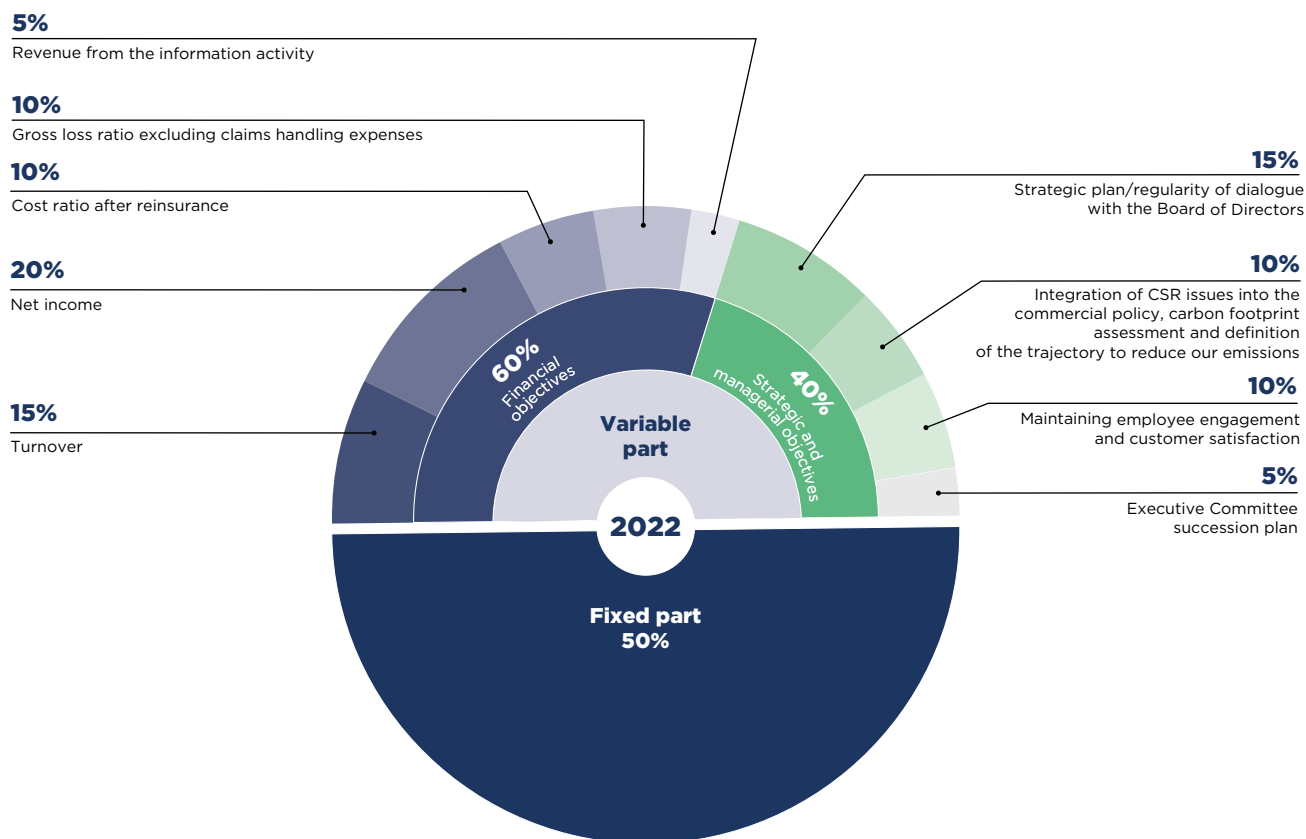 5%
Revenue from the information activity
10%
Gross loss ratio excluding claims handling expenses
10%
Cost ratio after reinsurance
20%
Net income
15%
Turnover
15%
Strategic plan/regularity of dialogue
with the Board of Directors
10%
Integration of CSR issues into the
commercial policy, carbon footprint
assessment and definition
of the trajectory to reduce our emissions
10%
Maintaining employee engagement
and customer satisfaction
5%
Executive Committee
succession plan
60%
Financial
objectives
40%
Strategic and
managerial objectives
Variable
part
2022
Fixed part
50%